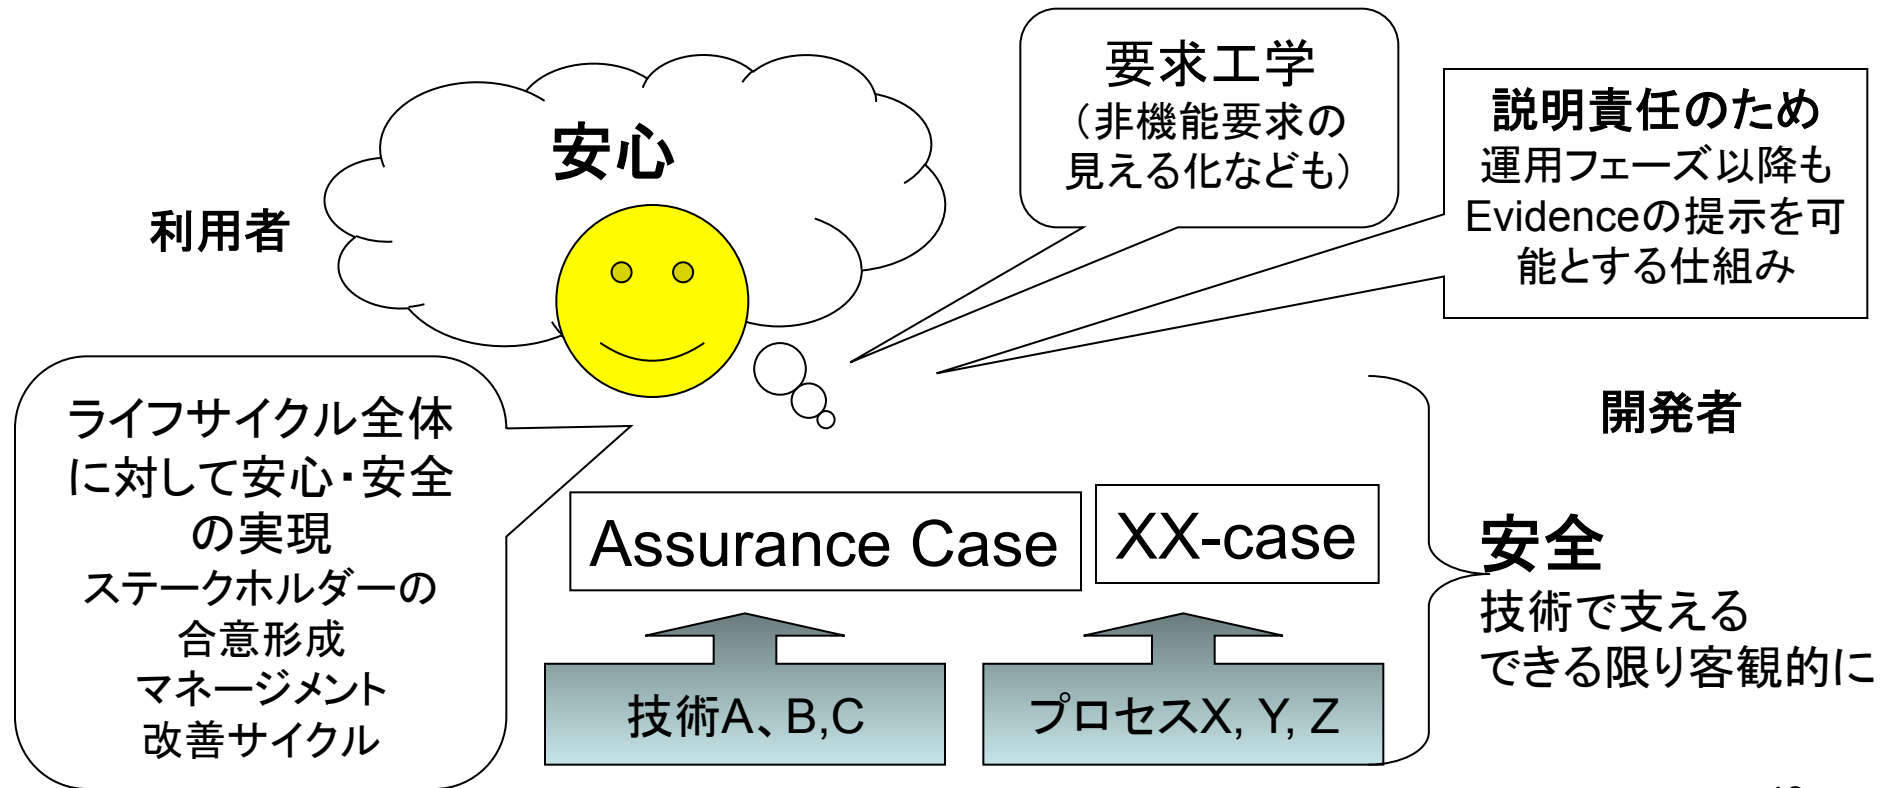 安心
利用者
要求工学
（非機能要求の
見える化なども）
説明責任のため
運用フェーズ以降も
Evidenceの提示を可
能とする仕組み
開発者
ライフサイクル全体
に対して安心・安全
の実現
ステークホルダーの
合意形成
マネージメント
改善サイクル
Assurance Case
XX-case
安全
技術で支える
できる限り客観的に
技術A、B,C
プロセスX, Y, Z